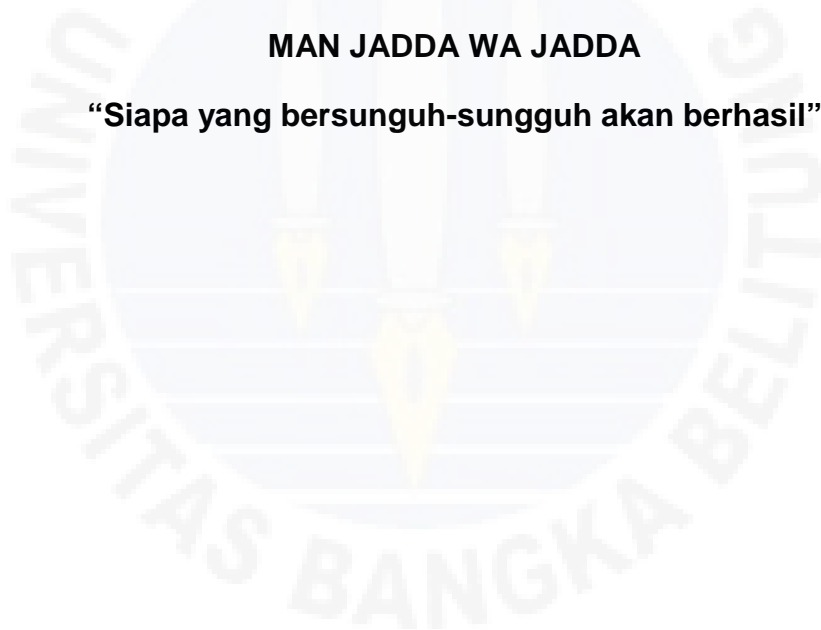 MAN JADDA WA JADDA
“Siapa yang bersunguh-sungguh akan berhasil”
UNIVERSITAS BANGKA BELITUNG